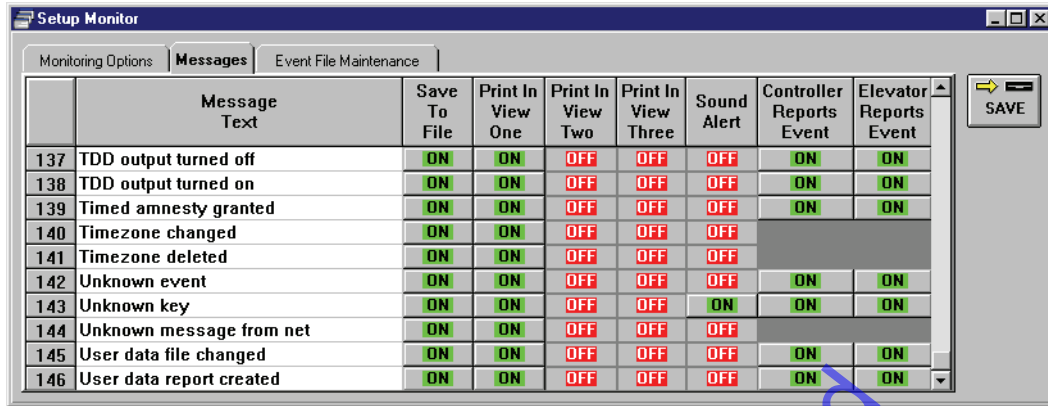 Setup Monitor
Monitoring Options Messages Event File Maintenance
Message Text Save To File Print In View One Print In View Two Print In View Three Sound Alert Controller Reports Event Elevator Reports Event SAVE
137 TDD output turned off ON ON OFF OFF OFF ON ON
138 TDD output turned on ON ON OFF OFF OFF ON ON
139 Timed amnesty granted ON ON OFF OFF OFF ON ON
140 Timezone changed ON ON OFF OFF OFF
141 Timezone deleted ON ON OFF OFF OFF
142 Unknown event ON ON OFF OFF OFF ON ON
143 Unknown key ON ON OFF OFF ON ON ON
144 Unknown message from net ON ON OFF OFF OFF
145 User data file changed ON ON OFF OFF OFF ON ON
146 User data report created ON ON OFF OFF OFF ON ON